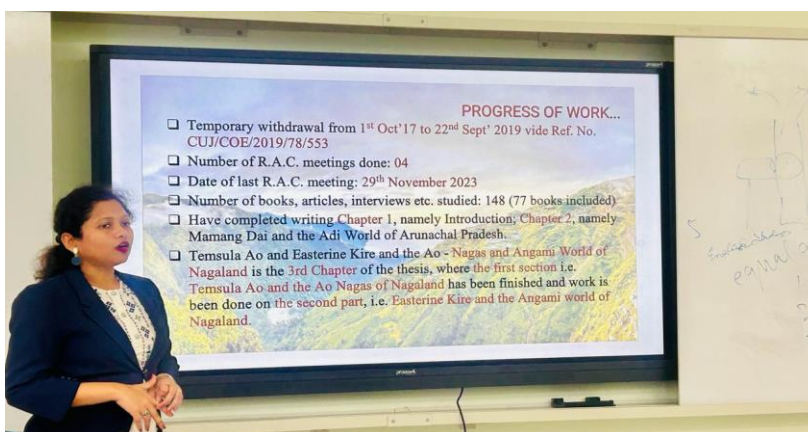 PROGRESS OF WORK...
❑ Temporary withdrawal from 1st Oct'17 to 22nd Sept' 2019 vide Ref. No.
CUJ/COE/2019/78/553
❑ Number of R.A.C. meetings done: 04
❑ Date of last R.A.C. meeting: 29th November 2023
❑ Number of books, articles, interviews etc. studied: 148 (77 books included)
❑ Have completed writing Chapter 1, namely Introduction; Chapter 2, namely
Mamang Dai and the Adi World of Arunachal Pradesh.
❑ Temsula Ao and Easterine Kire and the Ao - Nagas and Angami World of
Nagaland is the 3rd Chapter of the thesis, where the first section i.e.
Temsula Ao and the Ao Nagas of Nagaland has been finished and work is
been done on the second part, i.e. Easterine Kire and the Angami world of
Nagaland.